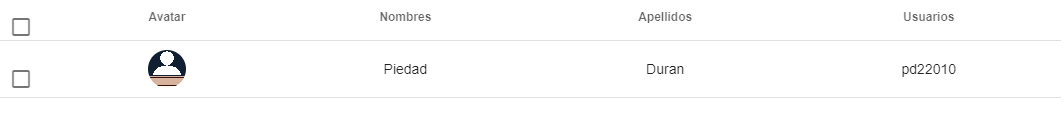 Avatar Nombres Apellidos Usuarios
Piedad Duran pd22010